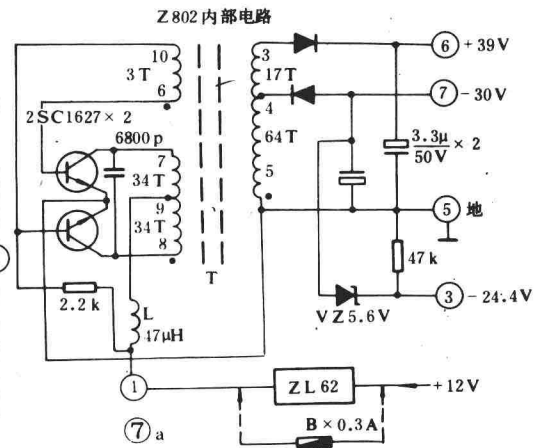 Z802内部电路
10
3T
6
2SC1627×2
6800p
7
34T
9
34T
8
2.2k
L
47μH
T
3
17T
4
64T
5
⑥ +39V
⑦ -30V
3.3μ
50V ×2
⑤ 地
47k
VZ5.6V
③ -24.4V
①
ZL62
+12V
B×0.3A
⑦a